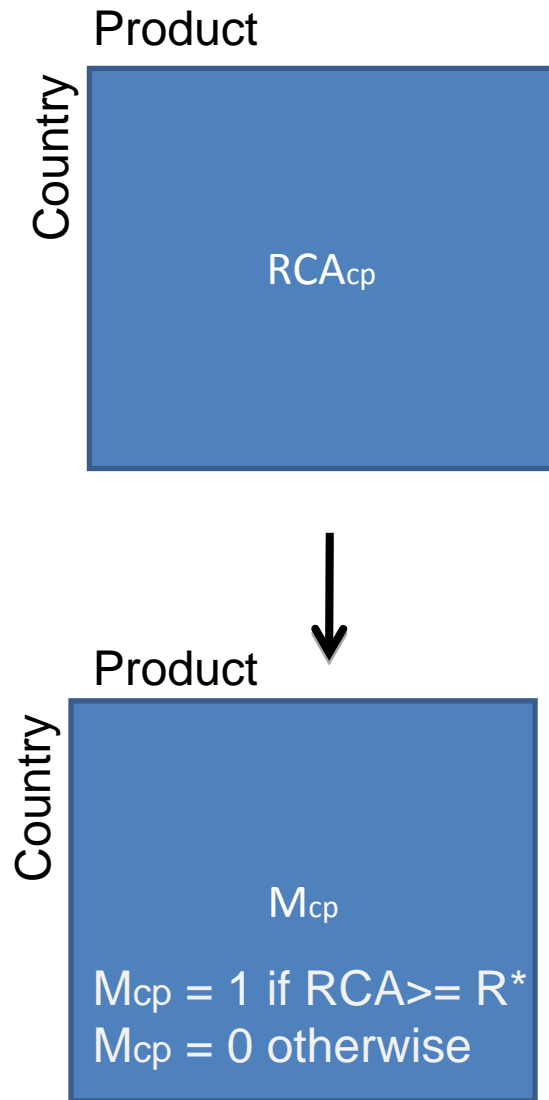 Product
Country
RCAcp
Product
Country
Mcp
Mcp = 1 if RCA>= R*
Mcp = 0 otherwise